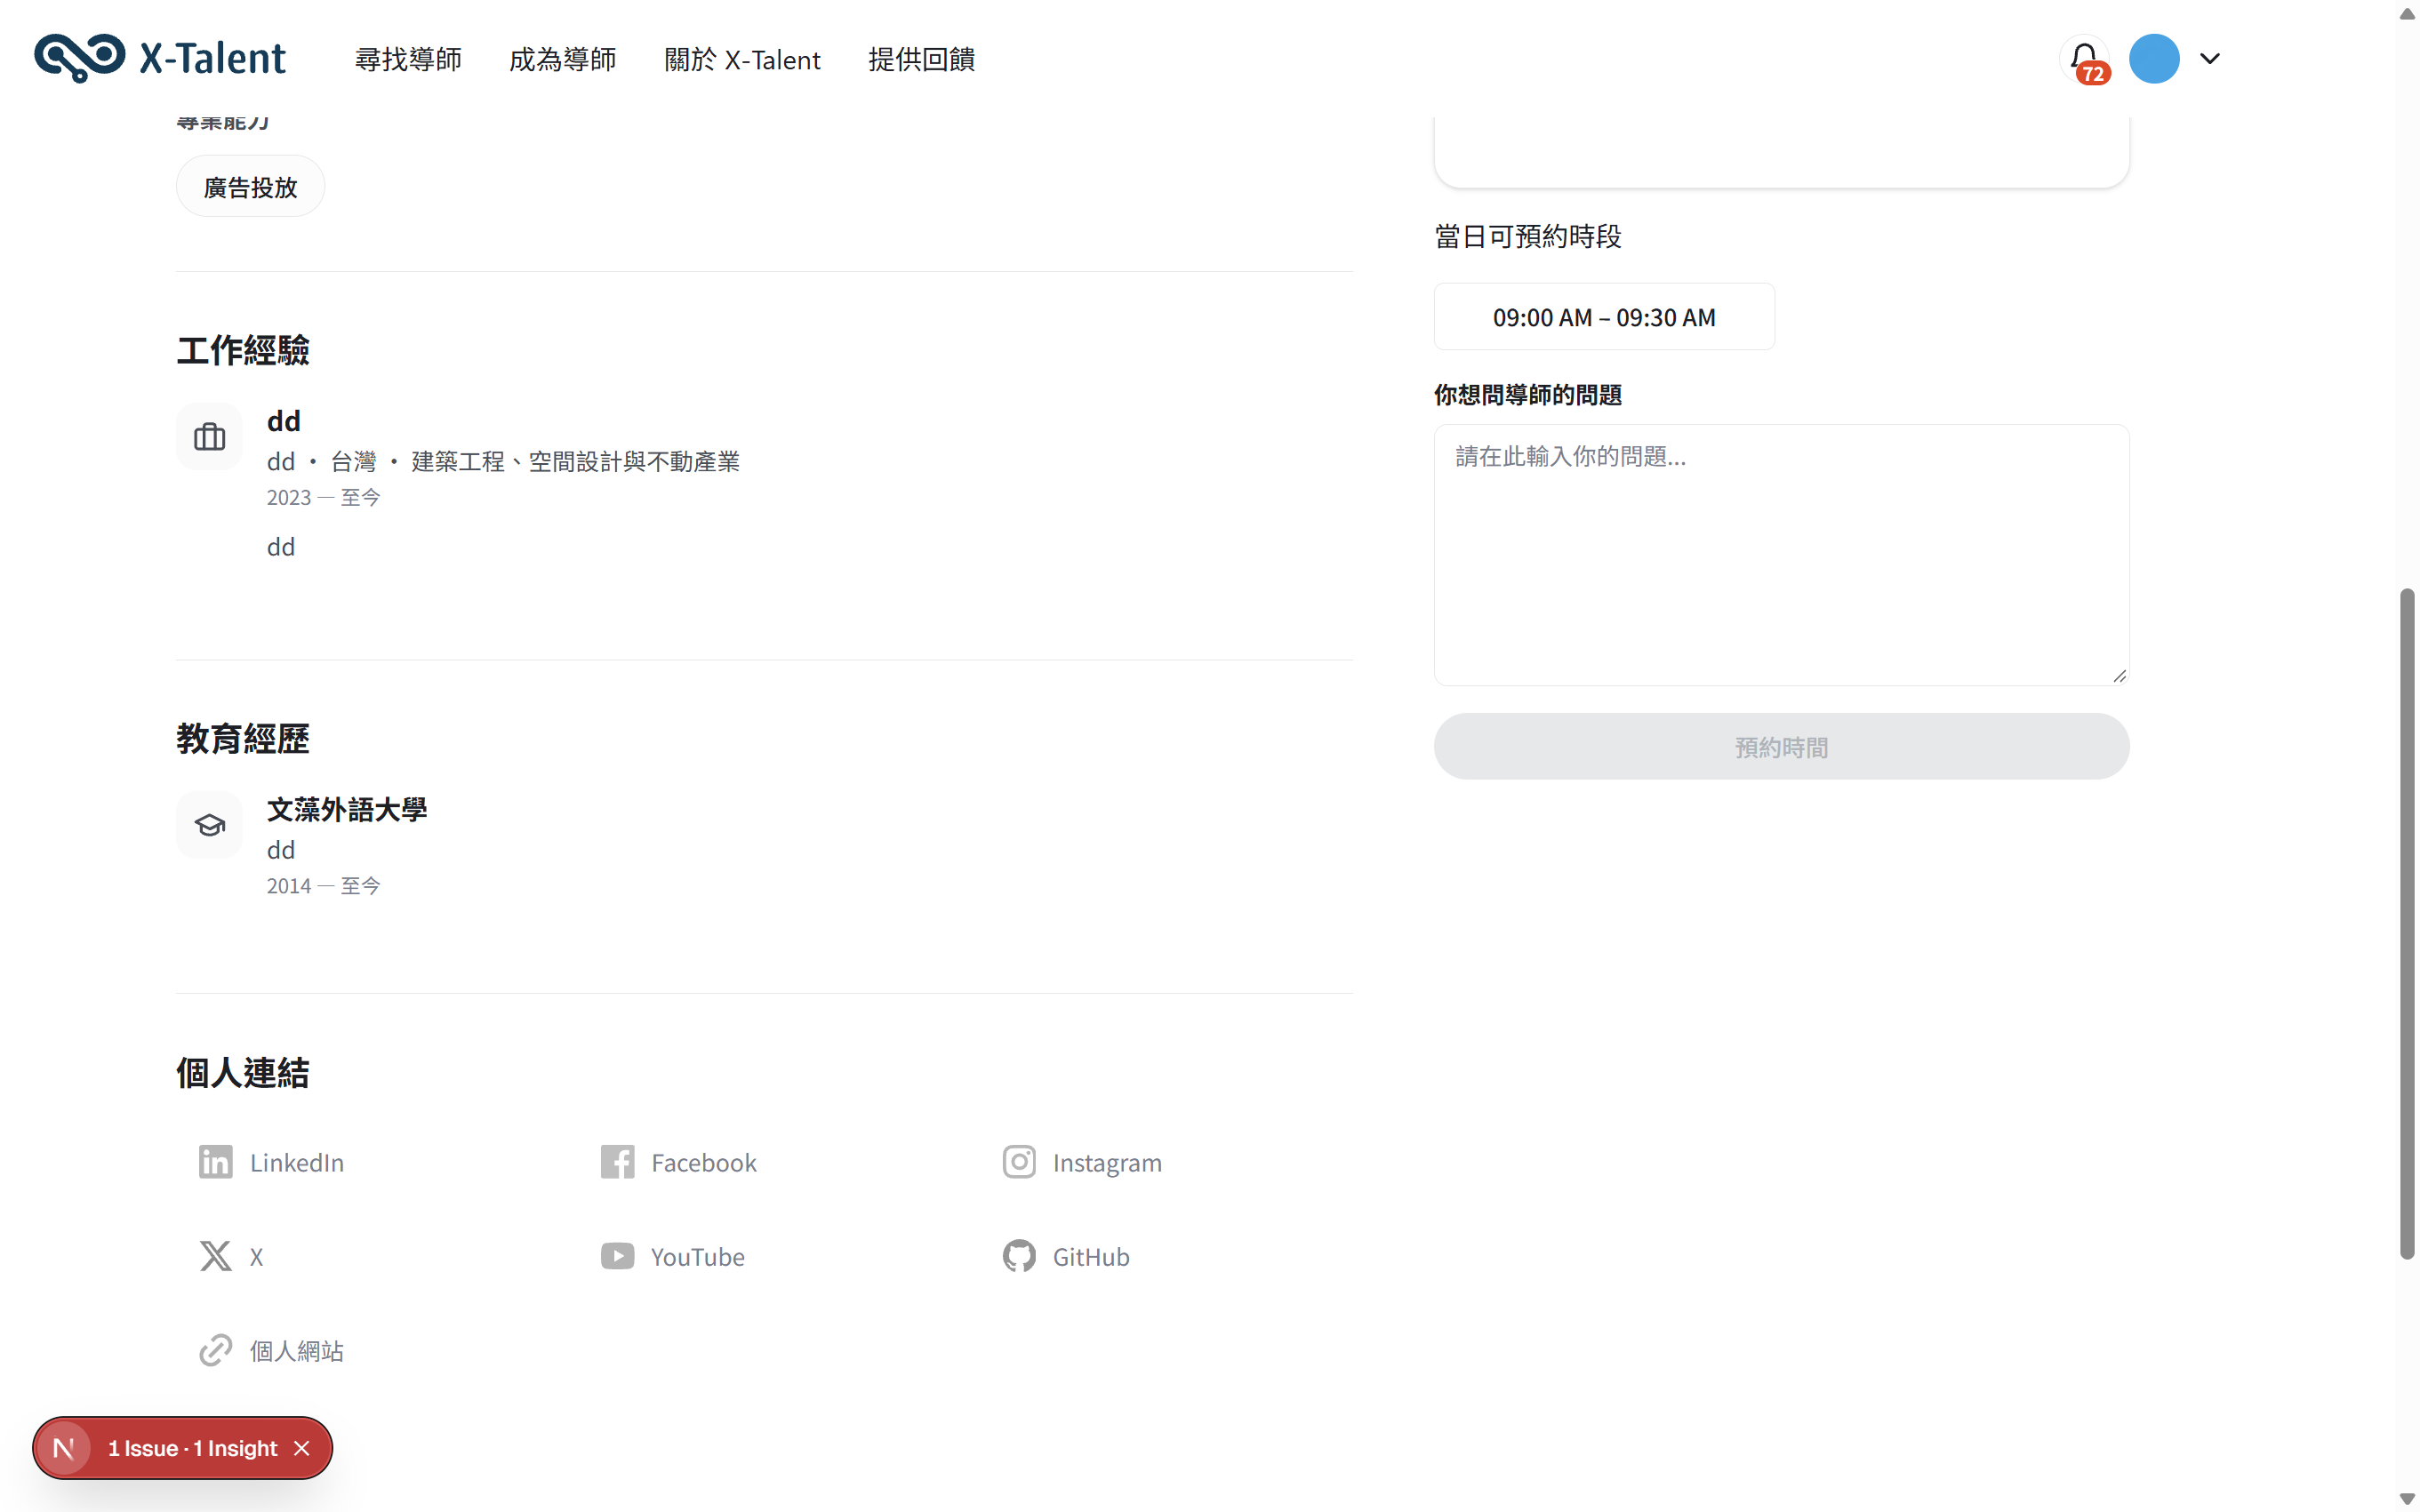 X-Talent
尋找導師
成為導師
關於 X-Talent
提供回饋
72
專業能力
廣告投放
工作經驗
dd
dd • 台灣 • 建築工程、空間設計與不動產業
2023 — 至今
dd
教育經歷
文藻外語大學
dd
2014 — 至今
個人連結
LinkedIn
Facebook
Instagram
X
YouTube
GitHub
個人網站
當日可預約時段
09:00 AM – 09:30 AM
你想問導師的問題
請在此輸入你的問題...
預約時間
N
1 Issue · 1 Insight